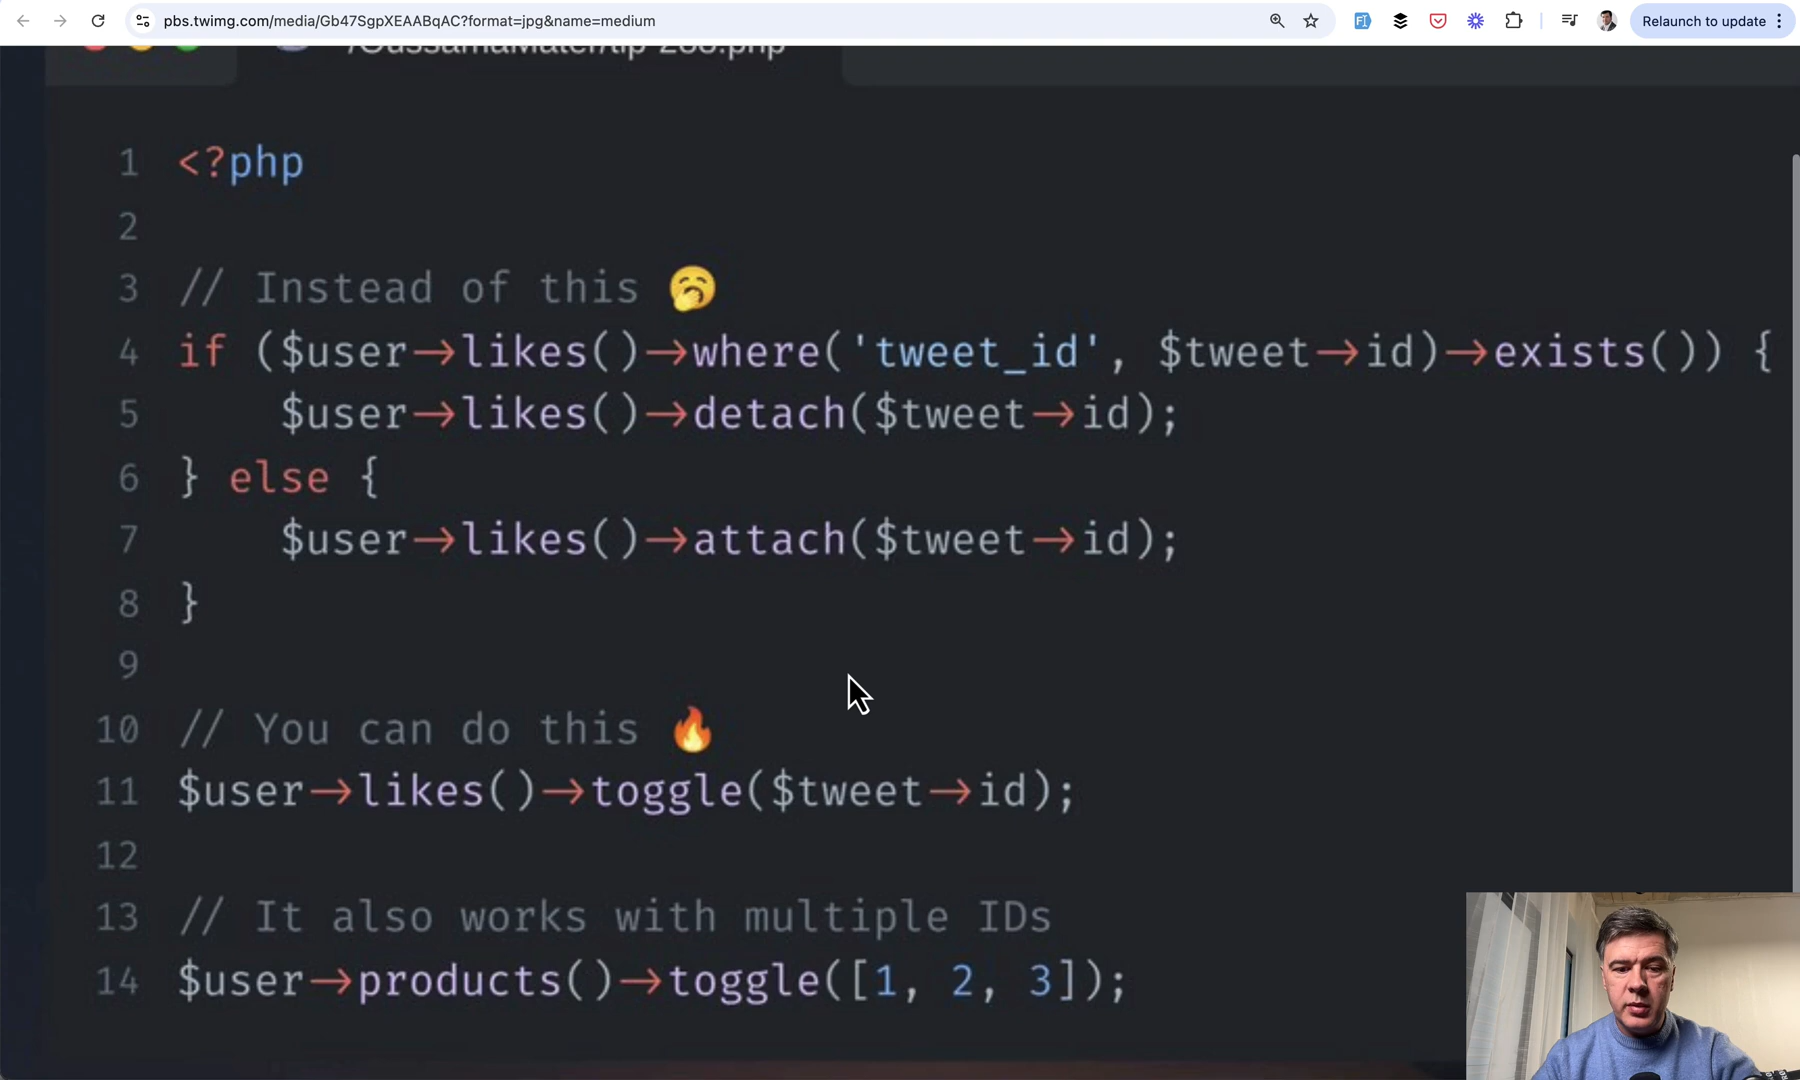 pbs.twimg.com/media/Gb47SgpXEAABqAC?format=jpg&name=medium
Relaunch to update
1 <?php
2
3 // Instead of this 🥱
4 if ($user->likes()->where('tweet_id', $tweet->id)->exists()) {
5 $user->likes()->detach($tweet->id);
6 } else {
7 $user->likes()->attach($tweet->id);
8 }
9
10 // You can do this 🔥
11 $user->likes()->toggle($tweet->id);
12
13 // It also works with multiple IDs
14 $user->products()->toggle([1, 2, 3]);